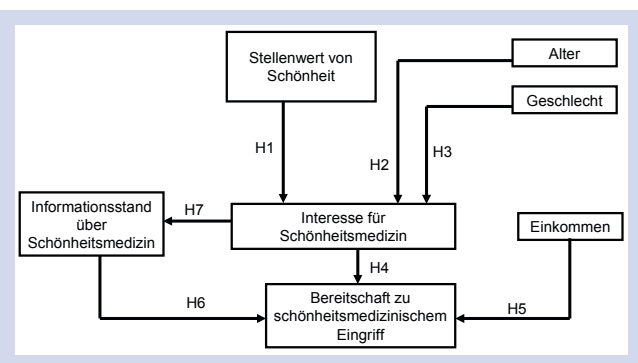 Stellenwert von
Schönheit
Alter
Geschlecht
H1
H2
H3
Informationsstand
über
Schönheitsmedizin
H7
Interesse für
Schönheitsmedizin
Einkommen
H4
H6
Bereitschaft zu
schönheitsmedizinischem
Eingriff
H5